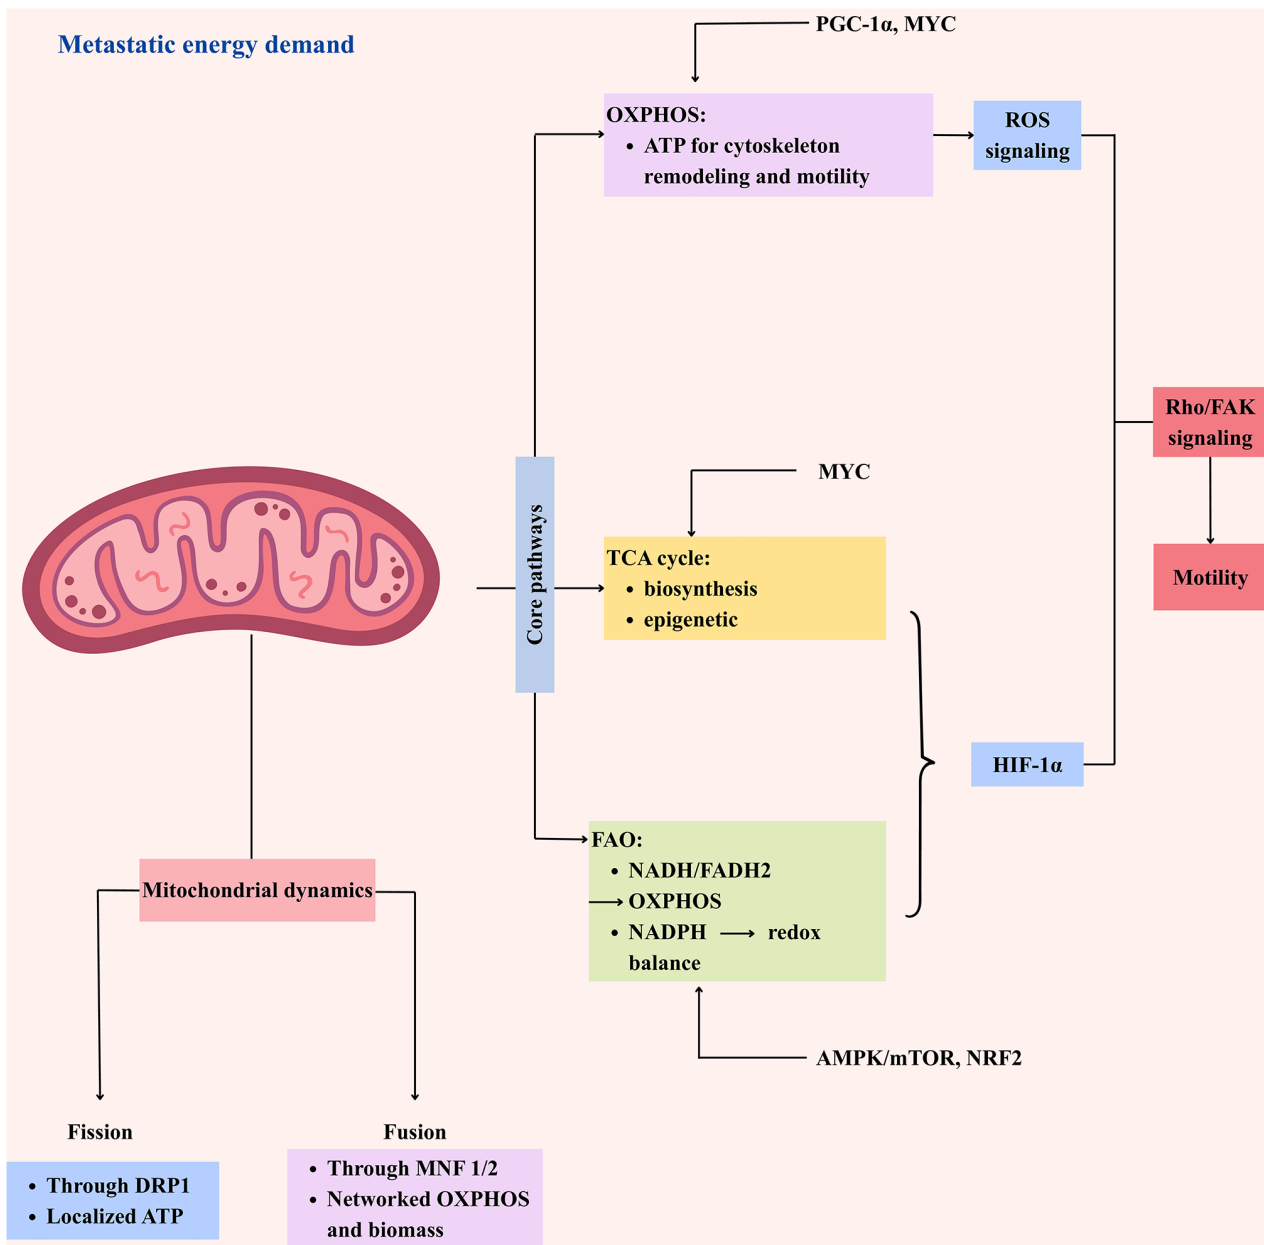 Metastatic energy demand
PGC-1α, MYC
OXPHOS:
• ATP for cytoskeleton
remodeling and motility
ROS
signaling
Rho/FAK
signaling
Motility
MYC
Core pathways
TCA cycle:
• biosynthesis
• epigenetic
HIF-1α
FAO:
• NADH/FADH2
→ OXPHOS
• NADPH → redox
balance
AMPK/mTOR, NRF2
Mitochondrial dynamics
Fission
• Through DRP1
• Localized ATP
Fusion
• Through MNF 1/2
• Networked OXPHOS
and biomass